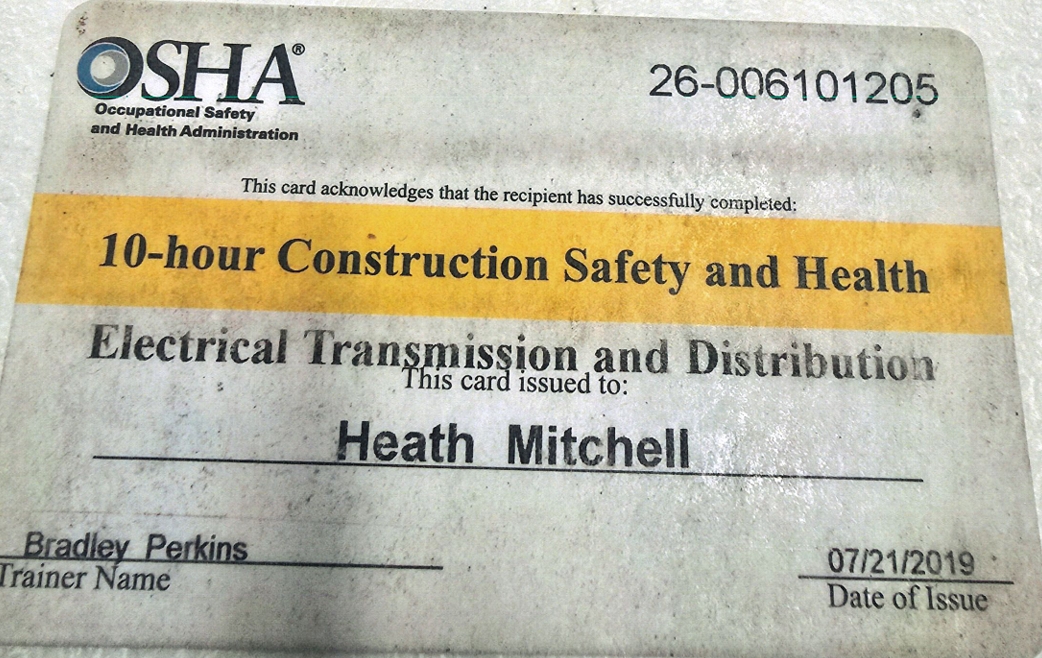 OSHA®
Occupational Safety
and Health Administration
26-006101205
This card acknowledges that the recipient has successfully completed:
10-hour Construction Safety and Health
Electrical Transmission and Distribution
This card issued to:
Heath Mitchell
Bradley Perkins
Trainer Name
07/21/2019
Date of Issue